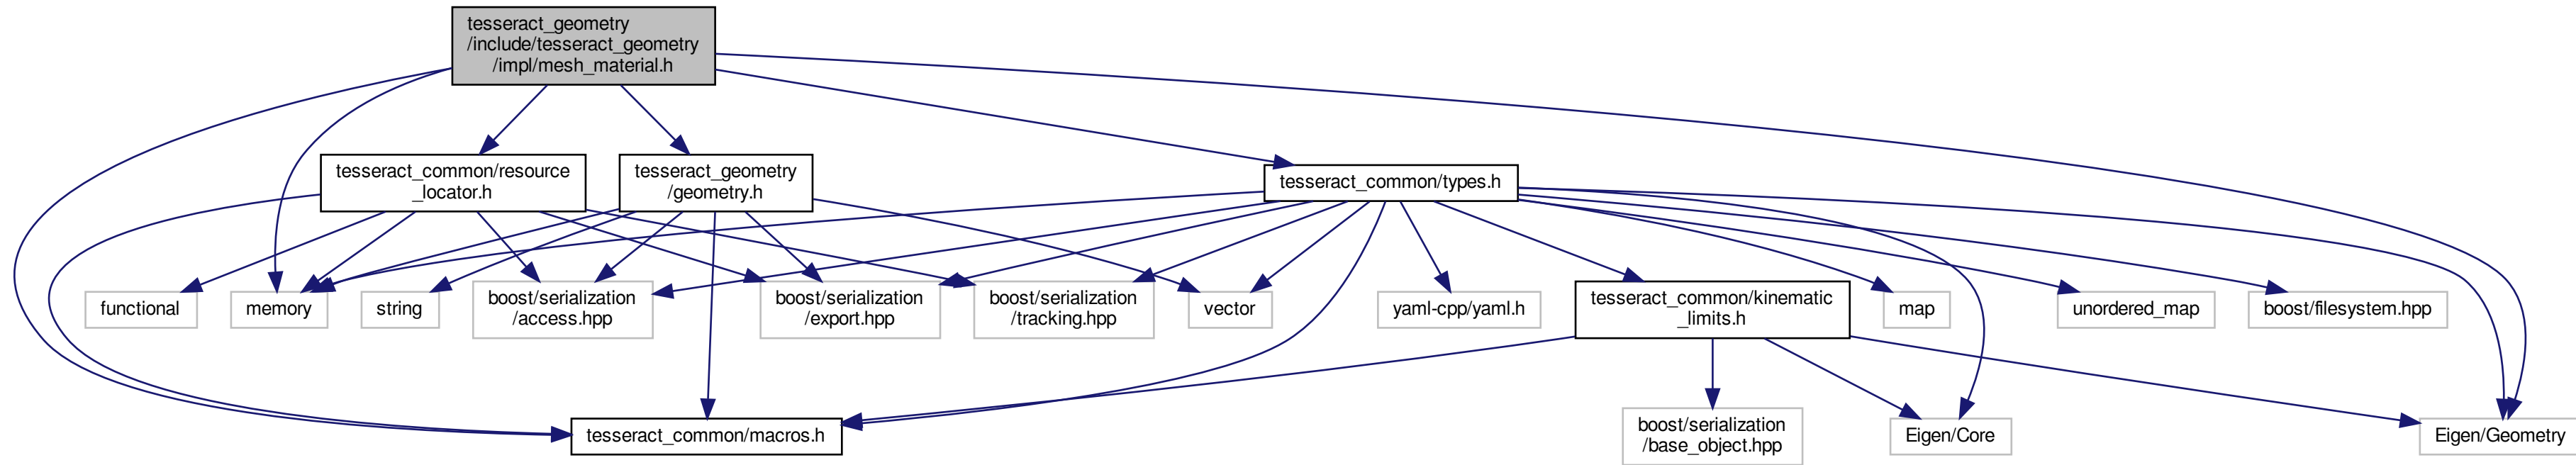 tesseract_geometry
/include/tesseract_geometry
/impl/mesh_material.h
tesseract_common/resource
_locator.h
tesseract_geometry
/geometry.h
tesseract_common/types.h
functional
memory
string
boost/serialization
/access.hpp
boost/serialization
/export.hpp
boost/serialization
/tracking.hpp
vector
yaml-cpp/yaml.h
tesseract_common/kinematic
_limits.h
map
unordered_map
boost/filesystem.hpp
tesseract_common/macros.h
boost/serialization
/base_object.hpp
Eigen/Core
Eigen/Geometry